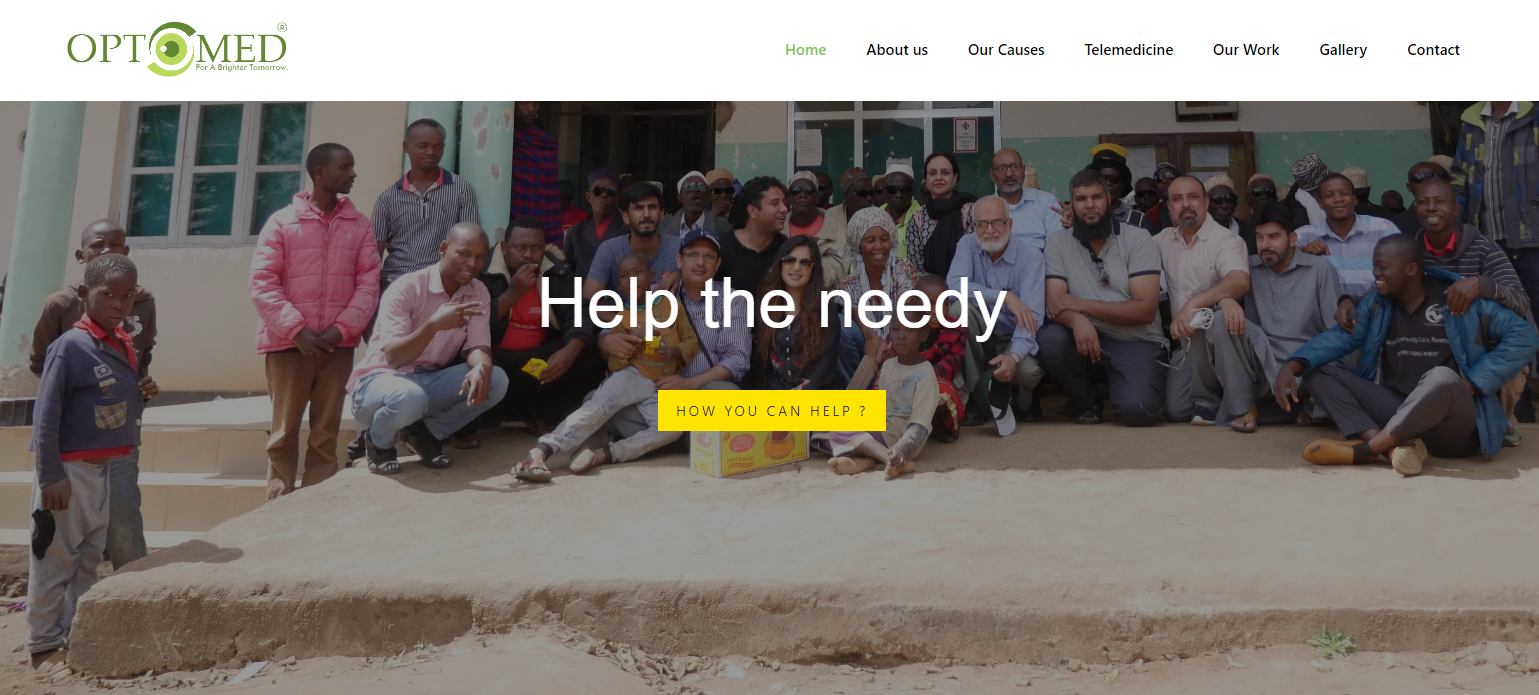 OPTOMED®
For A Brighter Tomorrow.
Home About us Our Causes Telemedicine Our Work Gallery Contact
Help the needy
HOW YOU CAN HELP ?